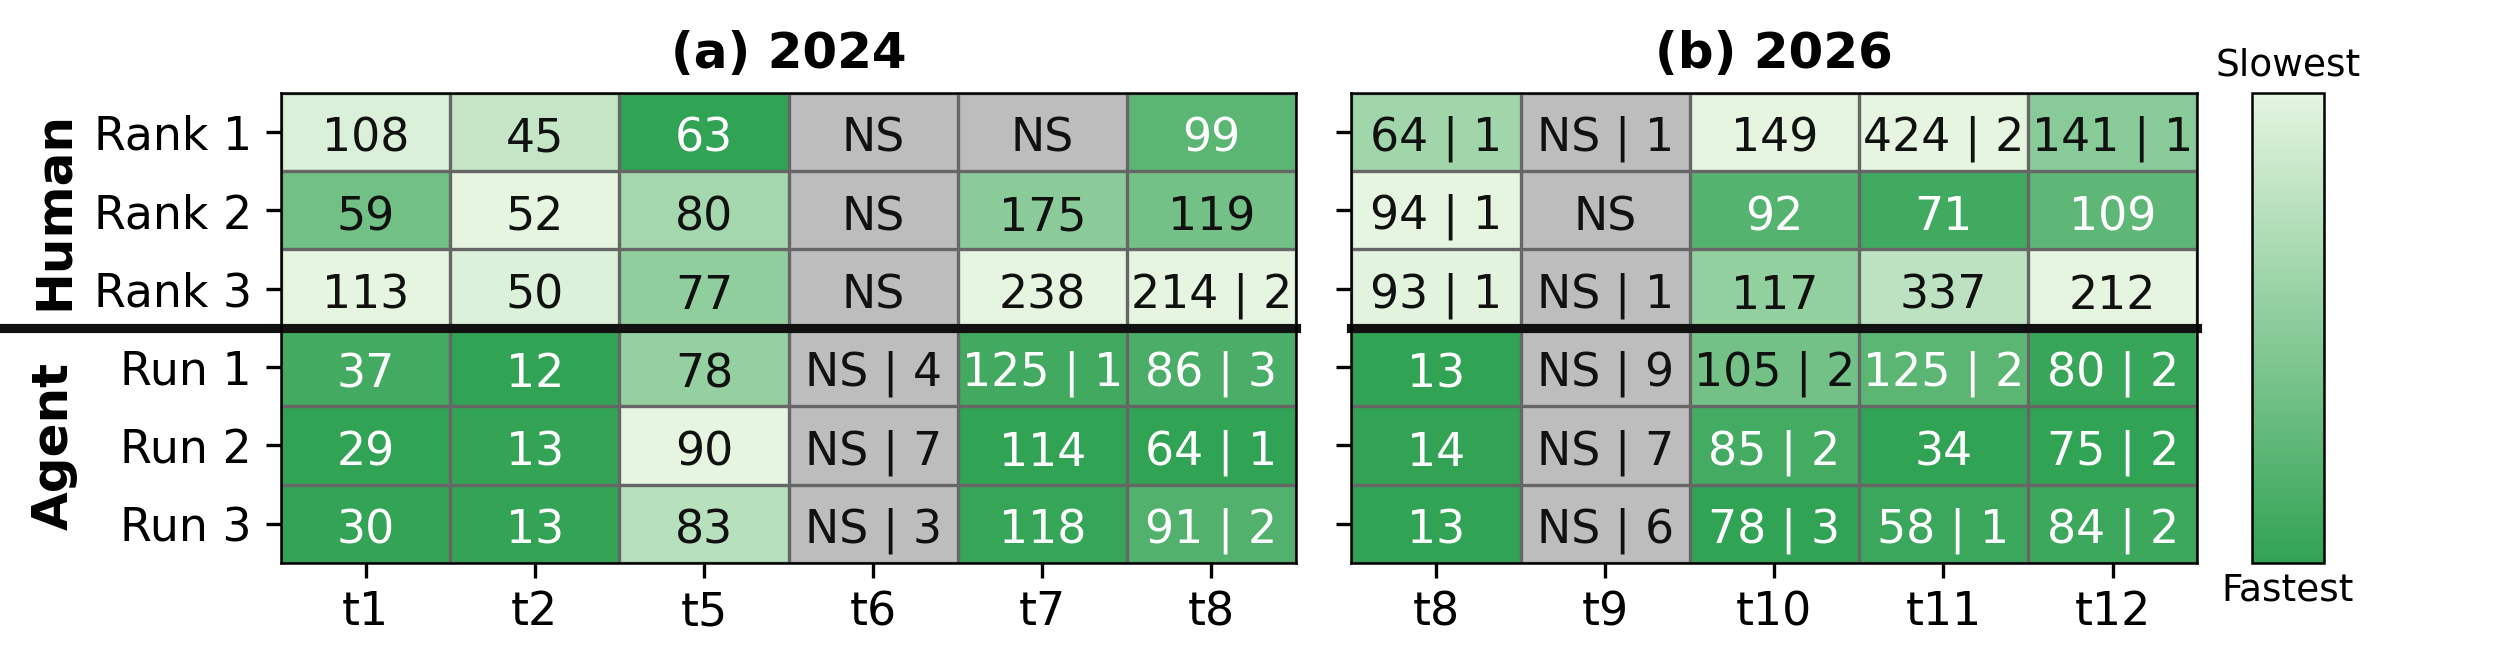 (a) 2024
(b) 2026
Slowest
Human
Rank 1 108 45 63 NS NS 99 64 | 1 NS | 1 149 424 | 2 141 | 1
Rank 2 59 52 80 NS 175 119 94 | 1 NS 92 71 109
Rank 3 113 50 77 NS 238 214 | 2 93 | 1 NS | 1 117 337 212
Agent
Run 1 37 12 78 NS | 4 125 | 1 86 | 3 13 NS | 9 105 | 2 125 | 2 80 | 2
Run 2 29 13 90 NS | 7 114 64 | 1 14 NS | 7 85 | 2 34 75 | 2
Run 3 30 13 83 NS | 3 118 91 | 2 13 NS | 6 78 | 3 58 | 1 84 | 2
Fastest
t1 t2 t5 t6 t7 t8 t8 t9 t10 t11 t12